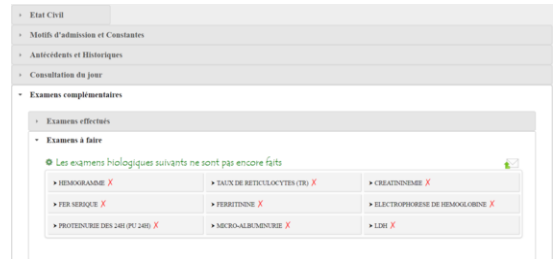 Etat Civil
Motifs d'admission et Constantes
Antécédents et Historiques
Consultation du jour
Examens complémentaires
Examens effectués
Examens à faire
Les examens biologiques suivants ne sont pas encore faits
HEMOGRAMME X TAUX DE RETICULOCYTES (TR) X CREATININEMIE X
FER SERIQUE X FERRITININE X ELECTROPHORESE DE HEMOGLOBINE X
PROTEINURIE DES 24H (PU 24H) X MICRO-ALBUMINURIE X LDH X